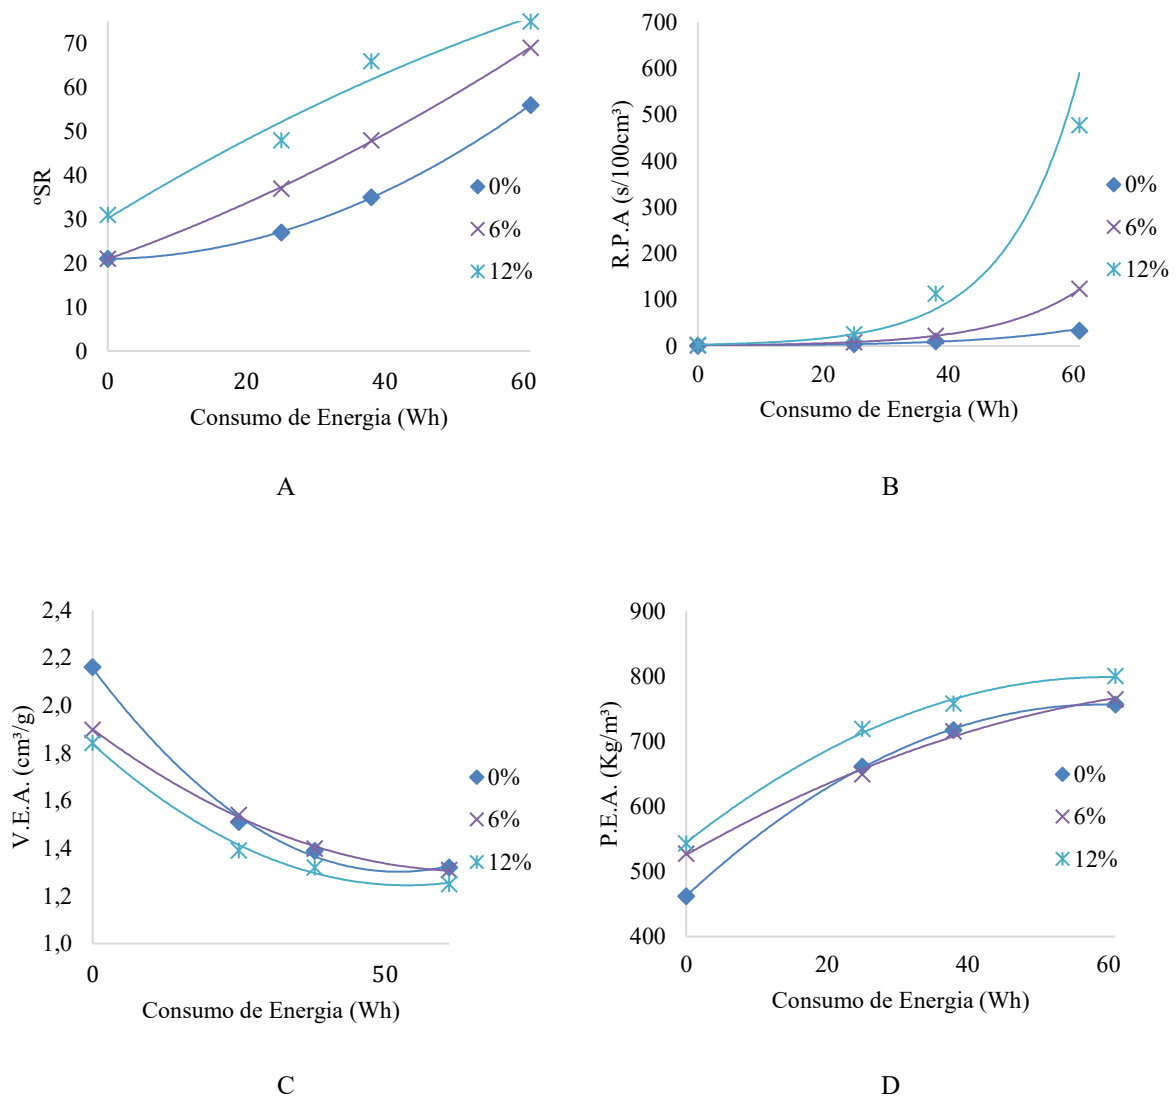 70
60
50
40
30
20
10
0
ºSR
0 20 40 60
Consumo de Energia (Wh)
0%
6%
12%
A
700
600
500
400
300
200
100
0
R.P.A (s/100cm³)
0 20 40 60
Consumo de Energia (Wh)
0%
6%
12%
B
2,4
2,2
2,0
1,8
1,6
1,4
1,2
1,0
V.E.A. (cm³/g)
0 50
Consumo de Energia (Wh)
0%
6%
12%
C
900
800
700
600
500
400
P.E.A. (Kg/m³)
0 20 40 60
Consumo de Energia (Wh)
0%
6%
12%
D